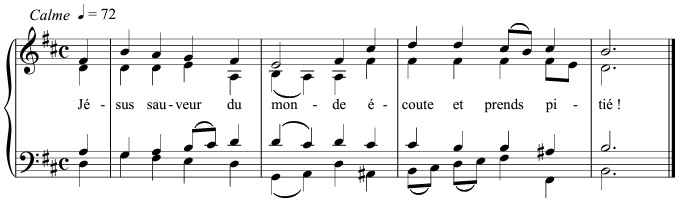 Calme ♩ = 72
Jé - sus sau - veur du mon - de é - coute et prends pi - tié !